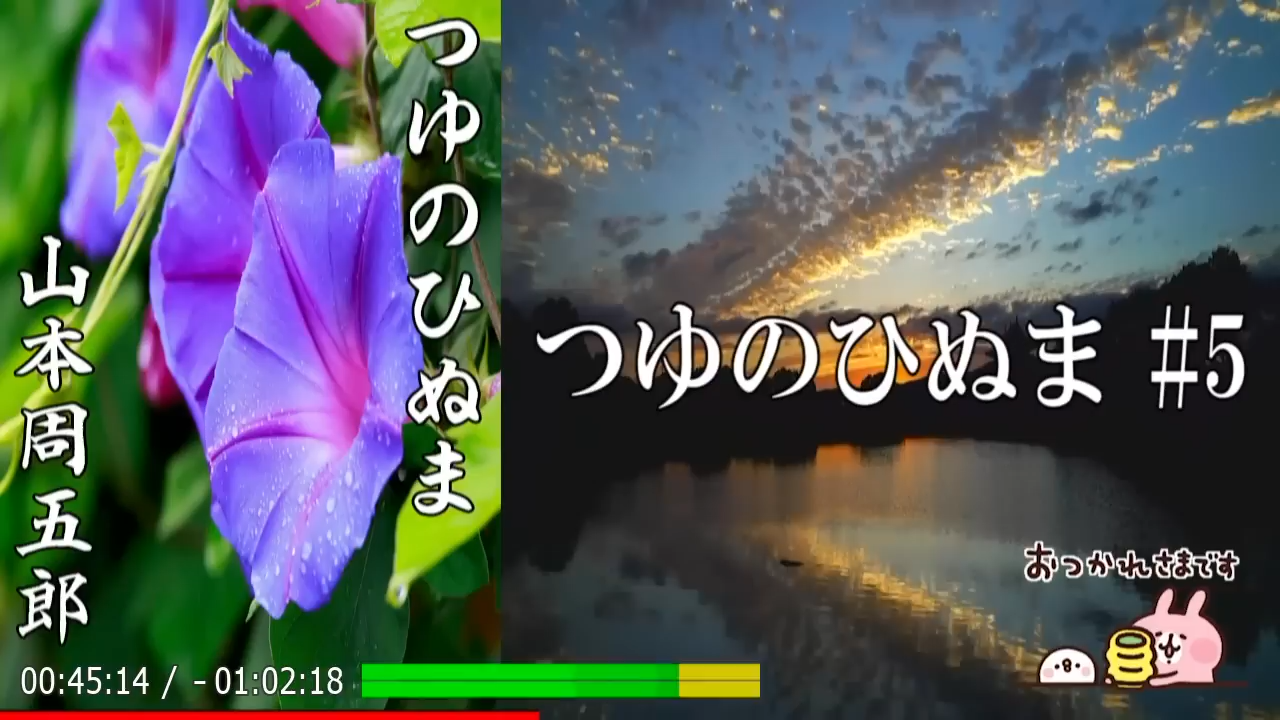 つゆのひぬま
山本周五郎
つゆのひぬま #5
おつかれさまです
00:45:14 / -01:02:18